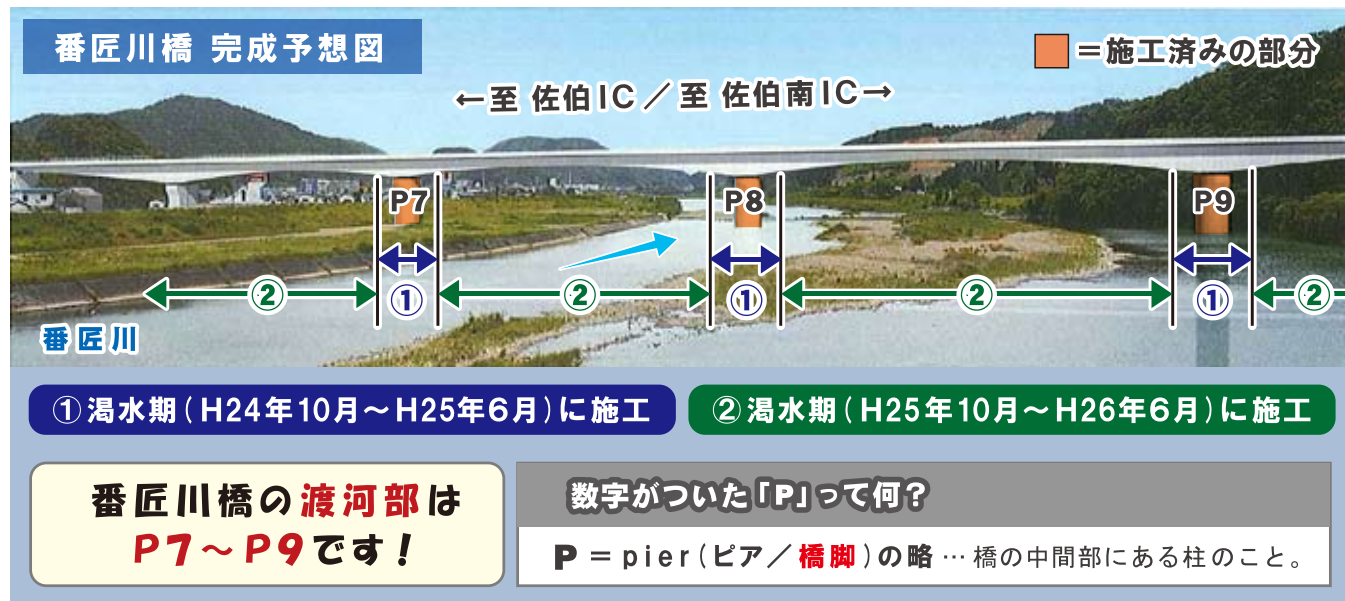 番匠川橋 完成予想図
=施工済みの部分
←至 佐伯IC/至 佐伯南IC→
P7
P8
P9
②
①
②
①
②
①
②
番匠川
①渇水期(H24年10月~H25年6月)に施工
②渇水期(H25年10月~H26年6月)に施工
番匠川橋の渡河部は
P7~P9です!
数字がついた「P」って何?
P=pier(ピア/橋脚)の略…橋の中間部にある柱のこと。